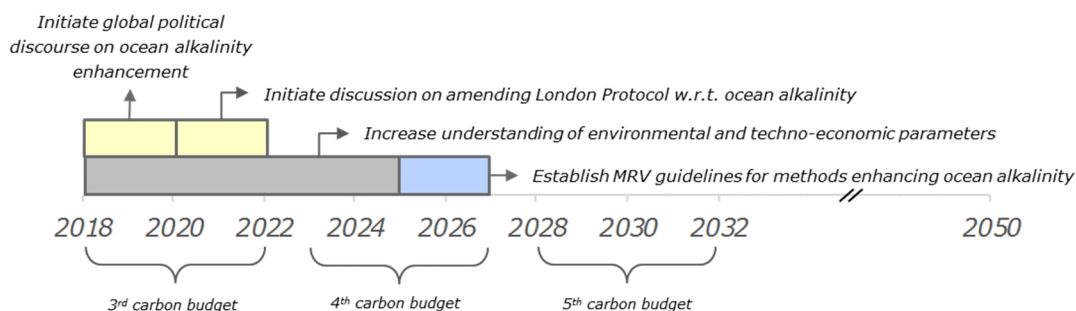 Initiate global political
discourse on ocean alkalinity
enhancement
Initiate discussion on amending London Protocol w.r.t. ocean alkalinity
Increase understanding of environmental and techno-economic parameters
Establish MRV guidelines for methods enhancing ocean alkalinity
2018 2020 2022 2024 2026 2028 2030 2032 2050
3rd carbon budget 4th carbon budget 5th carbon budget